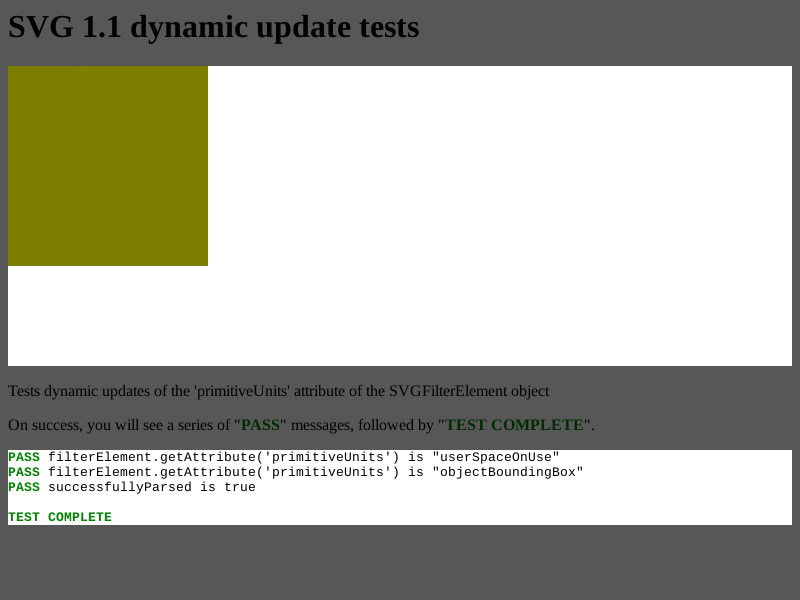 SVG 1.1 dynamic update tests
Tests dynamic updates of the 'primitiveUnits' attribute of the SVGFilterElement object
On success, you will see a series of "PASS" messages, followed by "TEST COMPLETE".
PASS filterElement.getAttribute('primitiveUnits') is "userSpaceOnUse"
PASS filterElement.getAttribute('primitiveUnits') is "objectBoundingBox"
PASS successfullyParsed is true
TEST COMPLETE